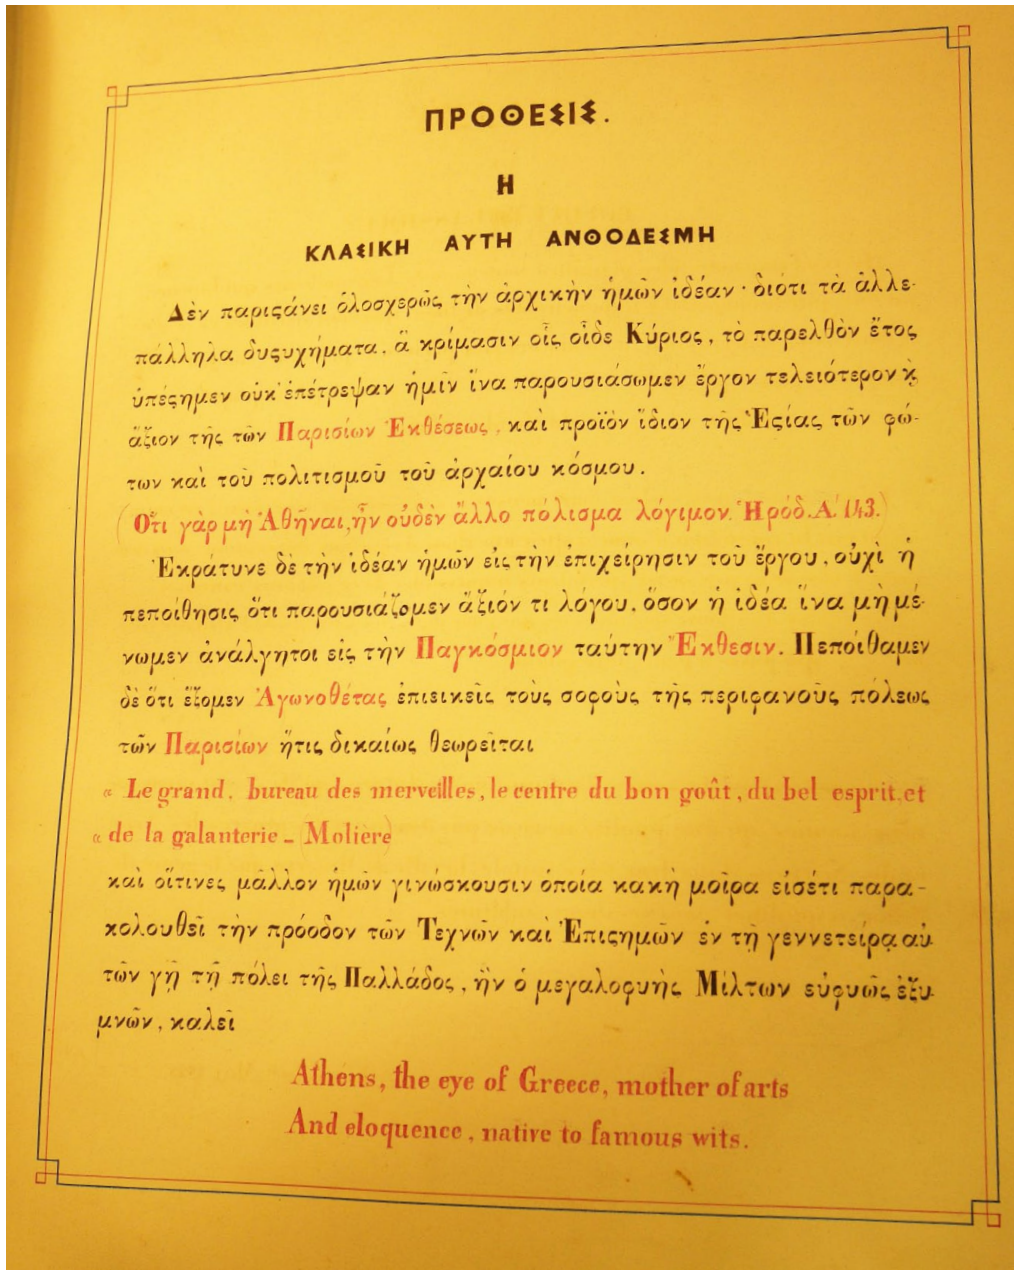 ΠΡΟΘΕΣΙΣ.
Η
ΚΛΑΣΙΚΗ ΑΥΤΗ ΑΝΘΟΔΕΣΜΗ
Δὲν παριϛάνει ὁλοσχερῶς τὴν ἀρχικὴν ἡμῶν ἰδέαν · διότι τὰ ἀλλε-
πάλληλα δυϛυχήματα, ἃ κρίμασιν οἷς οἶδε Κύριος, τὸ παρελθὸν ἔτος
ὑπέϛημεν οὐκ ἐπέτρεψαν ἡμῖν ἵνα παρουσιάσωμεν ἔργον τελειότερον ϗ
ἄξιον τῆς τῶν Παρισίων Ἐκθέσεως, καὶ προϊὸν ἴδιον τῆς Ἑϛίας τῶν φώ-
των καὶ τοῦ πολιτισμοῦ τοῦ ἀρχαίου κόσμου.
(Ὅτι γὰρ μὴ Ἀθῆναι, ἦν οὐδὲν ἄλλο πόλισμα λόγιμον. Ἡρόδ. Α΄. 143.)
Ἐκράτυνε δὲ τὴν ἰδέαν ἡμῶν εἰς τὴν ἐπιχείρησιν τοῦ ἔργου, οὐχὶ ἡ
πεποίθησις ὅτι παρουσιάζομεν ἄξιόν τι λόγου, ὅσον ἡ ἰδέα ἵνα μὴ μέ-
νωμεν ἀνάλγητοι εἰς τὴν Παγκόσμιον ταύτην Ἔκθεσιν. Πεποίθαμεν
δὲ ὅτι ἕξομεν Ἀγωνοθέτας ἐπιεικεῖς τοὺς σοφοὺς τῆς περιφανοῦς πόλεως
τῶν Παρισίων ἥτις δικαίως θεωρεῖται
« Le grand. bureau des merveilles, le centre du bon goût, du bel esprit, et
« de la galanterie _ (Molière)
καὶ οἵτινες μᾶλλον ἡμῶν γινώσκουσιν ὁποία κακὴ μοῖρα εἰσέτι παρα-
κολουθεῖ τὴν πρόοδον τῶν Τεχνῶν καὶ Ἐπιϛημῶν ἐν τῇ γεννετείρᾳ αὐ-
τῶν γῇ τῇ πόλει τῆς Παλλάδος, ἣν ὁ μεγαλοφυὴς Μίλτων εὐφυῶς ἐξυ-
μνῶν, καλεῖ
Athens, the eye of Greece, mother of arts
And eloquence, native to famous wits.